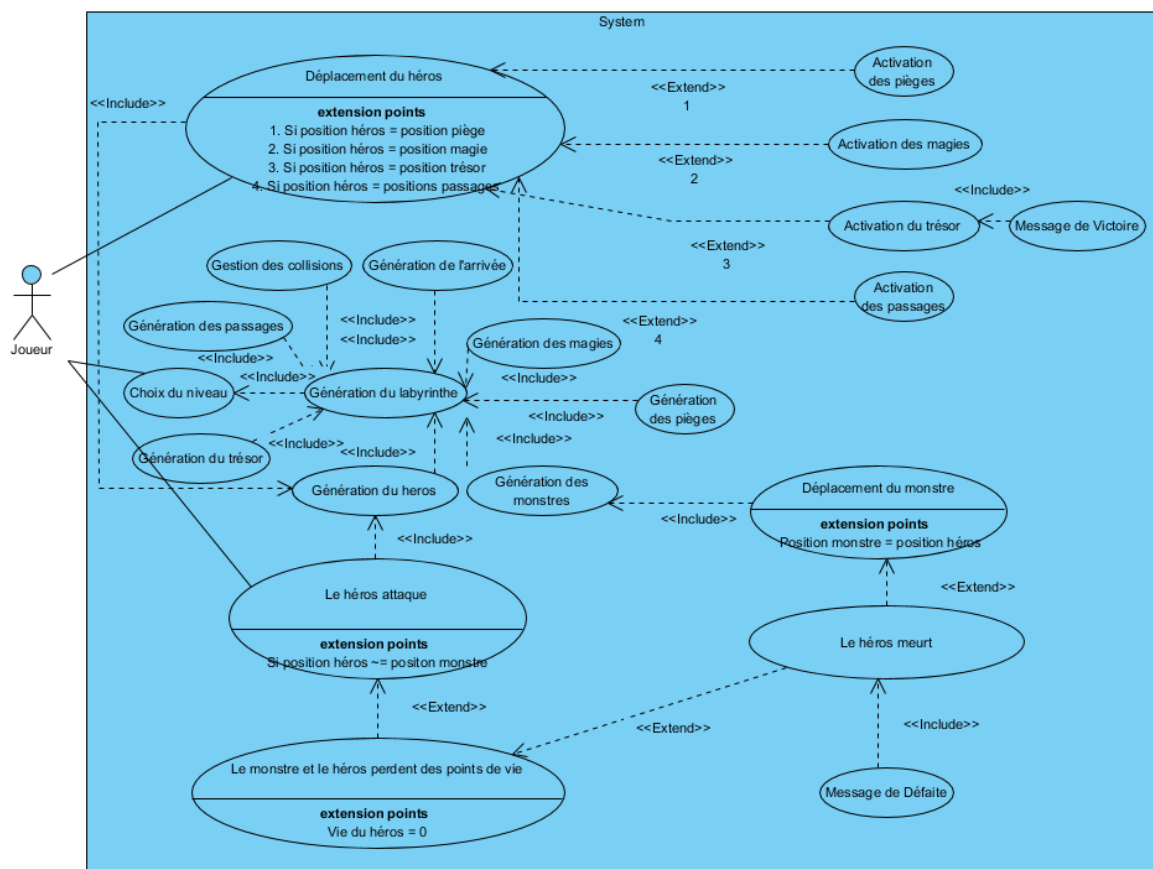 System
Déplacement du héros
extension points
1. Si position héros = position piège
2. Si position héros = position magie
3. Si position héros = position trésor
4. Si position héros = positions passages
<<Include>>
Activation
des pièges
<<Extend>>
1
Activation des magies
<<Extend>>
2
<<Include>>
Activation du trésor
Message de Victoire
<<Extend>>
3
Activation
des passages
<<Extend>>
4
Joueur
Gestion des collisions
Génération de l'arrivée
<<Include>>
<<Include>>
Génération des passages
Génération des magies
<<Include>>
<<Include>>
Choix du niveau
Génération du labyrinthe
<<Include>>
Génération
des pièges
<<Include>>
<<Include>>
<<Include>>
Génération du trésor
Génération du heros
Génération des
monstres
<<Include>>
Déplacement du monstre
extension points
Position monstre = position héros
<<Include>>
Le héros attaque
extension points
Si position héros ~= positon monstre
<<Extend>>
Le héros meurt
<<Extend>>
<<Extend>>
<<Include>>
Le monstre et le héros perdent des points de vie
extension points
Vie du héros = 0
Message de Défaite